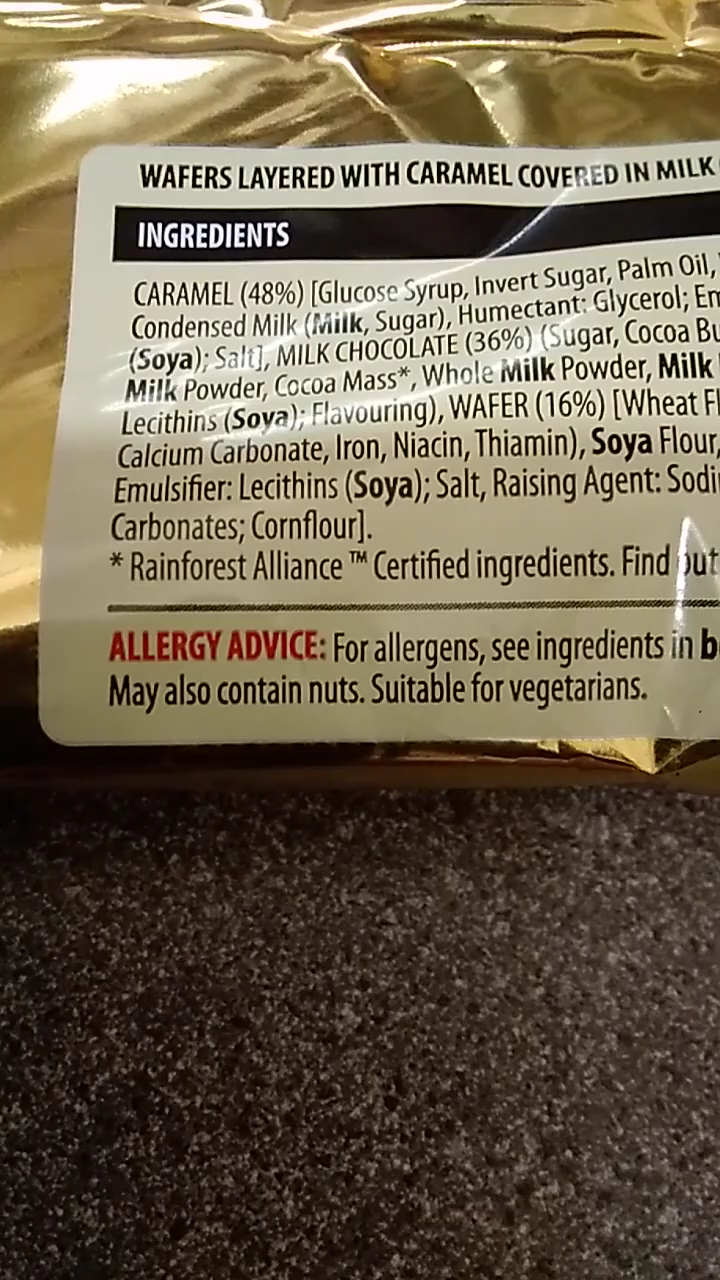 WAFERS LAYERED WITH CARAMEL COVERED IN MILK
INGREDIENTS
CARAMEL (48%) [Glucose Syrup, Invert Sugar, Palm Oil,
Condensed Milk (Milk, Sugar), Humectant: Glycerol; Em
(Soya); Salt], MILK CHOCOLATE (36%) (Sugar, Cocoa Bu
Milk Powder, Cocoa Mass*, Whole Milk Powder, Milk
Lecithins (Soya); Flavouring), WAFER (16%) [Wheat Fl
Calcium Carbonate, Iron, Niacin, Thiamin), Soya Flour,
Emulsifier: Lecithins (Soya); Salt, Raising Agent: Sodi
Carbonates; Cornflour].
* Rainforest Alliance ™ Certified ingredients. Find out
ALLERGY ADVICE: For allergens, see ingredients in b
May also contain nuts. Suitable for vegetarians.